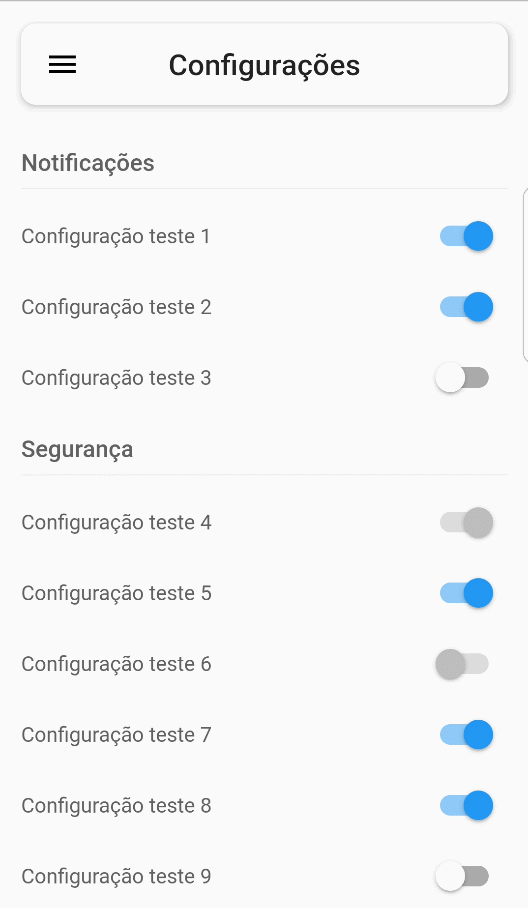 Configurações
Notificações
Configuração teste 1
Configuração teste 2
Configuração teste 3
Segurança
Configuração teste 4
Configuração teste 5
Configuração teste 6
Configuração teste 7
Configuração teste 8
Configuração teste 9